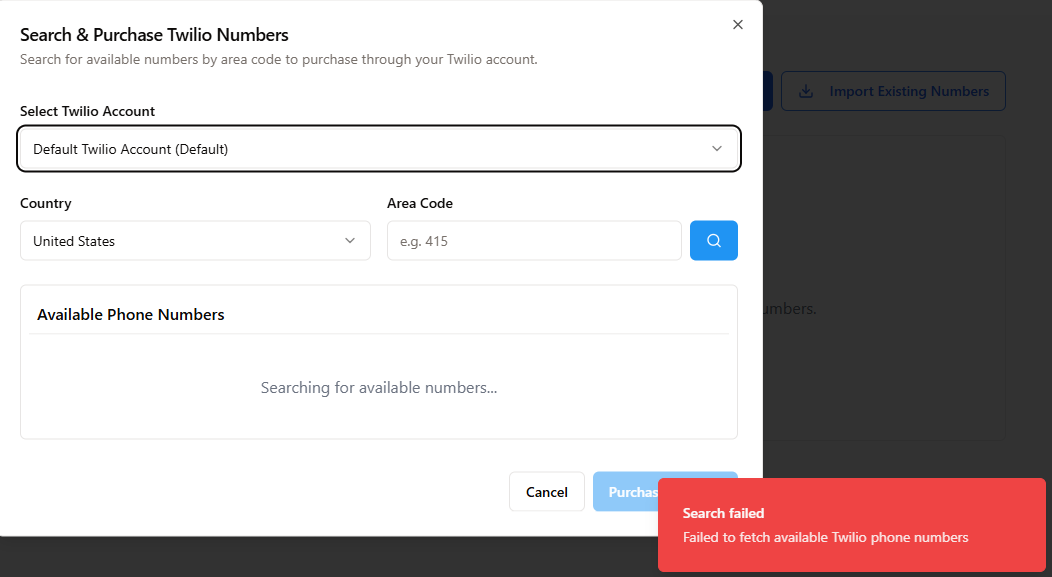 Search & Purchase Twilio Numbers
Search for available numbers by area code to purchase through your Twilio account.
Import Existing Numbers
Select Twilio Account
Default Twilio Account (Default)
Country
Area Code
United States
e.g. 415
Available Phone Numbers
umbers.
Searching for available numbers...
Cancel
Purchas
Search failed
Failed to fetch available Twilio phone numbers